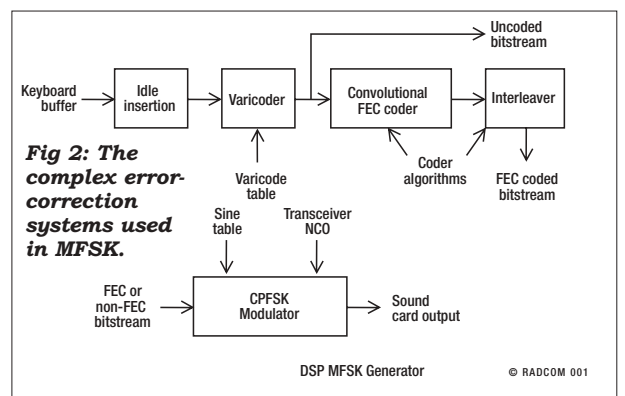 Uncoded
bitstream
Keyboard
buffer
Idle
insertion
Varicoder
Convolutional
FEC coder
Interleaver
Fig 2: The
complex error-
correction
systems used
in MFSK.
Varicode
table
Coder
algorithms
FEC coded
bitstream
Sine
table
Transceiver
NCO
FEC or
non-FEC
bitstream
CPFSK
Modulator
Sound
card output
DSP MFSK Generator
© RADCOM 001